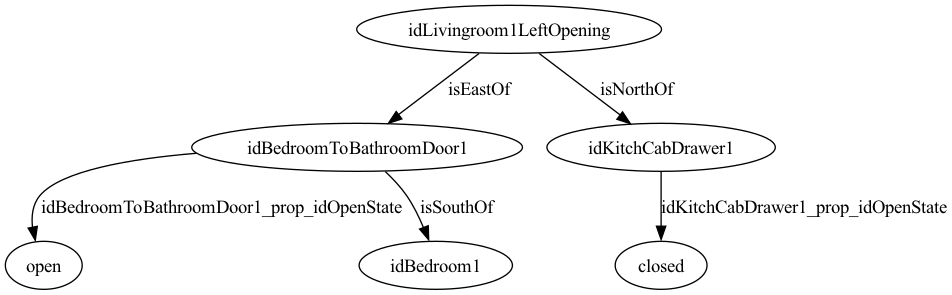 idLivingroom1LeftOpening
isEastOf
isNorthOf
idBedroomToBathroomDoor1
idKitchCabDrawer1
idBedroomToBathroomDoor1_prop_idOpenState
isSouthOf
idKitchCabDrawer1_prop_idOpenState
open
idBedroom1
closed